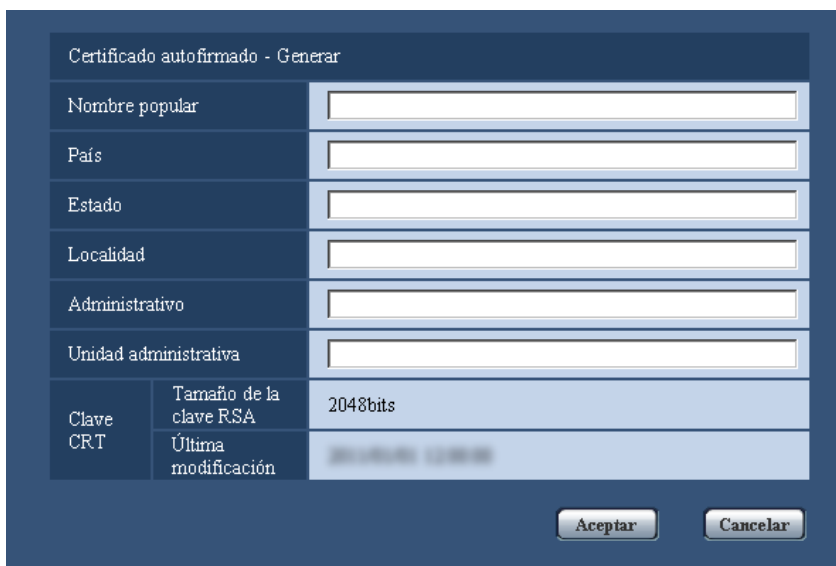 Certificado autofirmado - Generar
Nombre popular
País
Estado
Localidad
Administrativo
Unidad administrativa
Clave
CRT
Tamaño de la
clave RSA
2048bits
Última
modificación
Aceptar
Cancelar